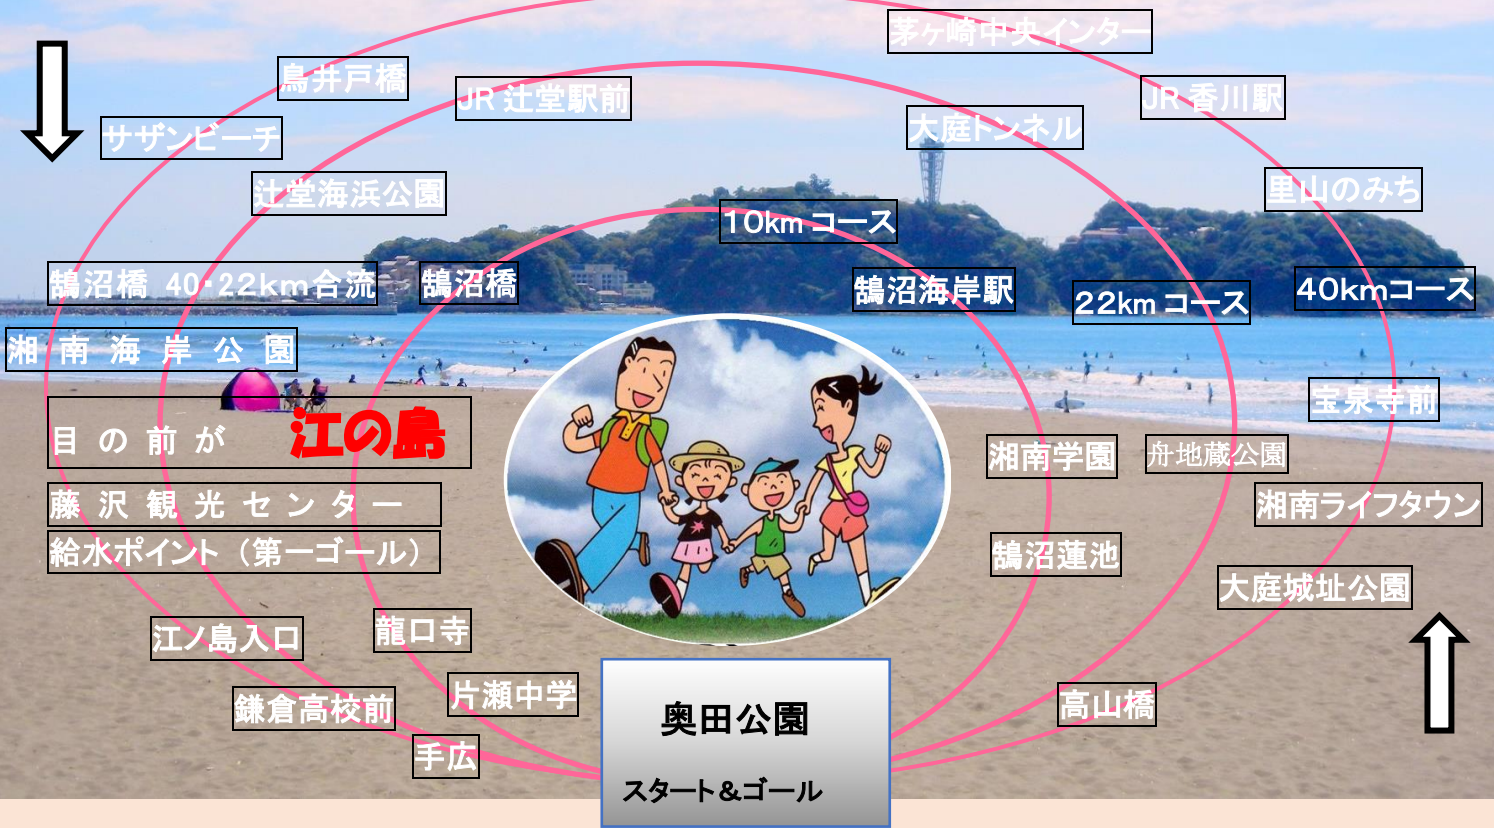 茅ヶ崎中央インター
鳥井戸橋
JR 辻堂駅前
JR 香川駅
サザンビーチ
大庭トンネル
辻堂海浜公園
里山のみち
10km コース
鵠沼橋 40・22km合流
鵠沼橋
鵠沼海岸駅
22km コース
40kmコース
湘 南 海 岸 公 園
宝泉寺前
目 の 前 が 江の島
湘南学園
舟地蔵公園
藤 沢 観 光 セ ン タ ー
湘南ライフタウン
給水ポイント（第一ゴール）
鵠沼蓮池
大庭城址公園
江ノ島入口
龍口寺
片瀬中学
鎌倉高校前
高山橋
奥田公園
手広
スタート＆ゴール